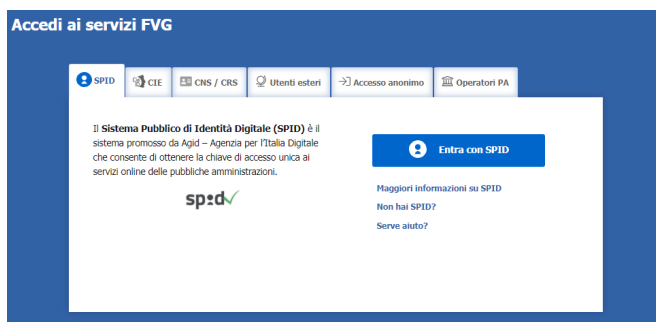 Accedi ai servizi FVG
SPID CIE CNS / CRS Utenti esteri Accesso anonimo Operatori PA
Il Sistema Pubblico di Identità Digitale (SPID) è il
sistema promosso da Agid – Agenzia per l'Italia Digitale
che consente di ottenere la chiave di accesso unica ai
servizi online delle pubbliche amministrazioni.
spid
Entra con SPID
Maggiori informazioni su SPID
Non hai SPID?
Serve aiuto?